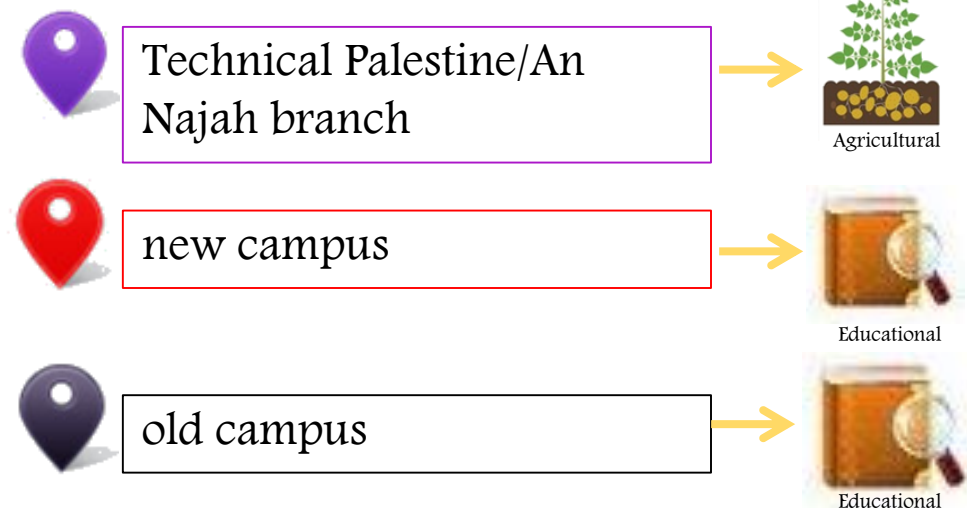 Technical Palestine/An
Najah branch
Agricultural
new campus
Educational
old campus
Educational